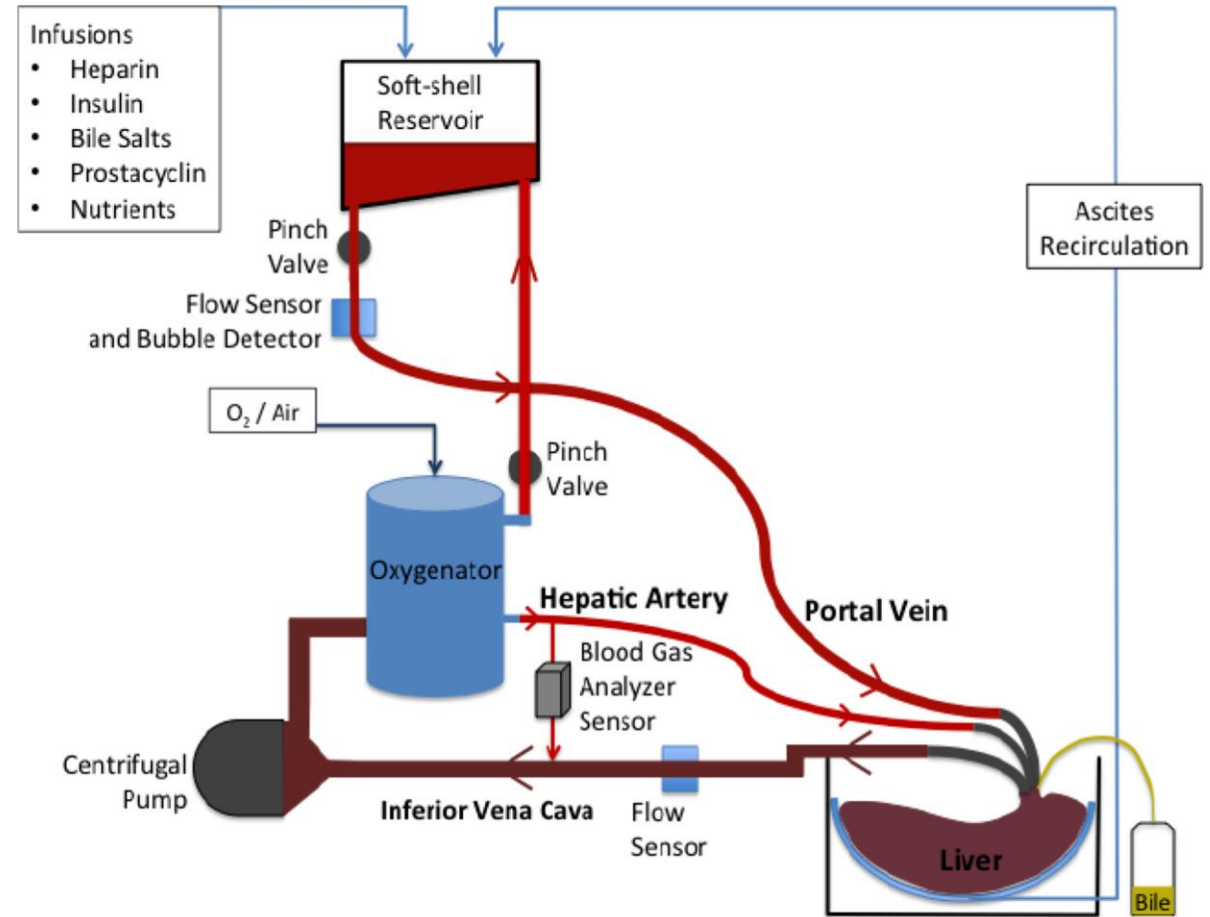 Infusions
• Heparin
• Insulin
• Bile Salts
• Prostacyclin
• Nutrients
Soft-shell
Reservoir
Pinch
Valve
Flow Sensor
and Bubble Detector
Ascites
Recirculation
O₂ / Air
Pinch
Valve
Oxygenator
Hepatic Artery
Portal Vein
Blood Gas
Analyzer
Sensor
Centrifugal
Pump
Inferior Vena Cava
Flow
Sensor
Liver
Bile